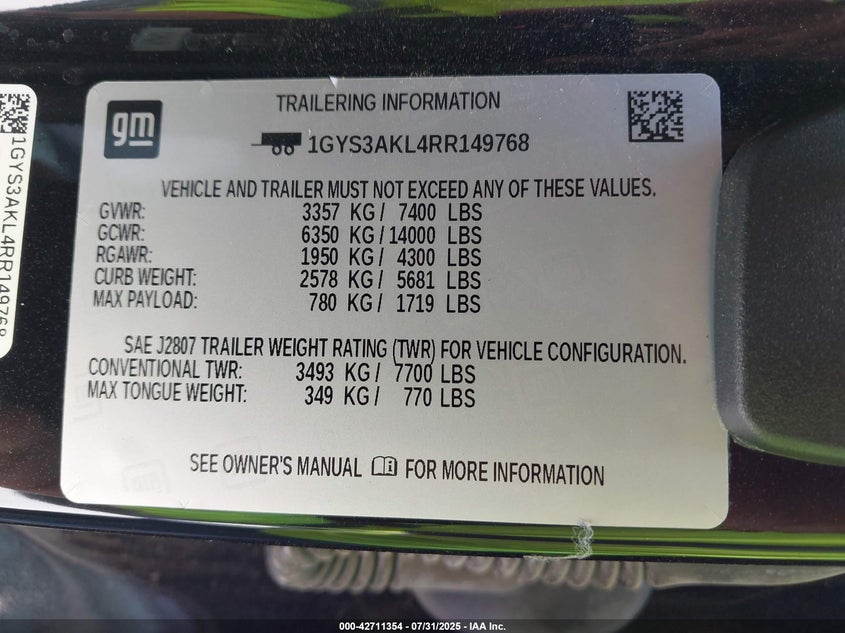 gm
TRAILERING INFORMATION
1GYS3AKL4RR149768
VEHICLE AND TRAILER MUST NOT EXCEED ANY OF THESE VALUES.
GVWR: 3357 KG / 7400 LBS
GCWR: 6350 KG / 14000 LBS
RGAWR: 1950 KG / 4300 LBS
CURB WEIGHT: 2578 KG / 5681 LBS
MAX PAYLOAD: 780 KG / 1719 LBS
SAE J2807 TRAILER WEIGHT RATING (TWR) FOR VEHICLE CONFIGURATION.
CONVENTIONAL TWR: 3493 KG / 7700 LBS
MAX TONGUE WEIGHT: 349 KG / 770 LBS
SEE OWNER'S MANUAL FOR MORE INFORMATION
1GYS3AKL4RR149768
000-42711354 - 07/31/2025 - IAA Inc.